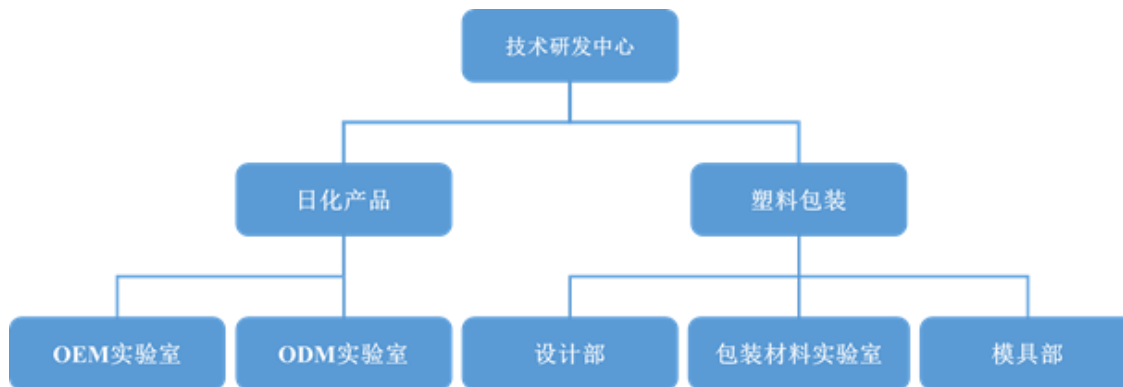 技术研发中心
日化产品
塑料包装
OEM实验室
ODM实验室
设计部
包装材料实验室
模具部